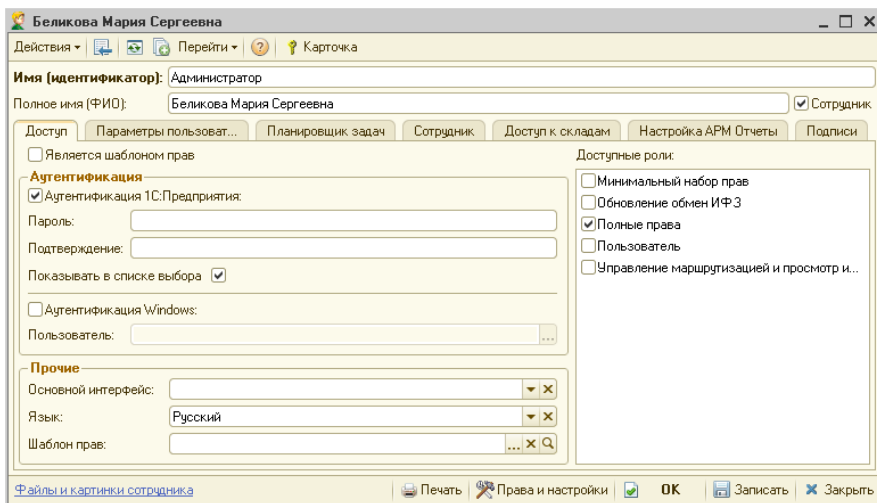 Беликова Мария Сергеевна
Действия Перейти ? Карточка
Имя (идентификатор): Администратор
Полное имя (ФИО): Беликова Мария Сергеевна Сотрудник
Доступ Параметры пользоват... Планировщик задач Сотрудник Доступ к складам Настройка АРМ Отчеты Подписи
Является шаблоном прав
Доступные роли:
Аутентификация
Аутентификация 1С:Предприятия:
Пароль:
Подтверждение:
Показывать в списке выбора
Аутентификация Windows:
Пользователь: ...
Минимальный набор прав
Обновление обмен ИФЗ
Полные права
Пользователь
Управление маршрутизацией и просмотр и...
Прочие
Основной интерфейс:
Язык: Русский
Шаблон прав: ...
Файлы и картинки сотрудника Печать Права и настройки OK Записать Закрыть